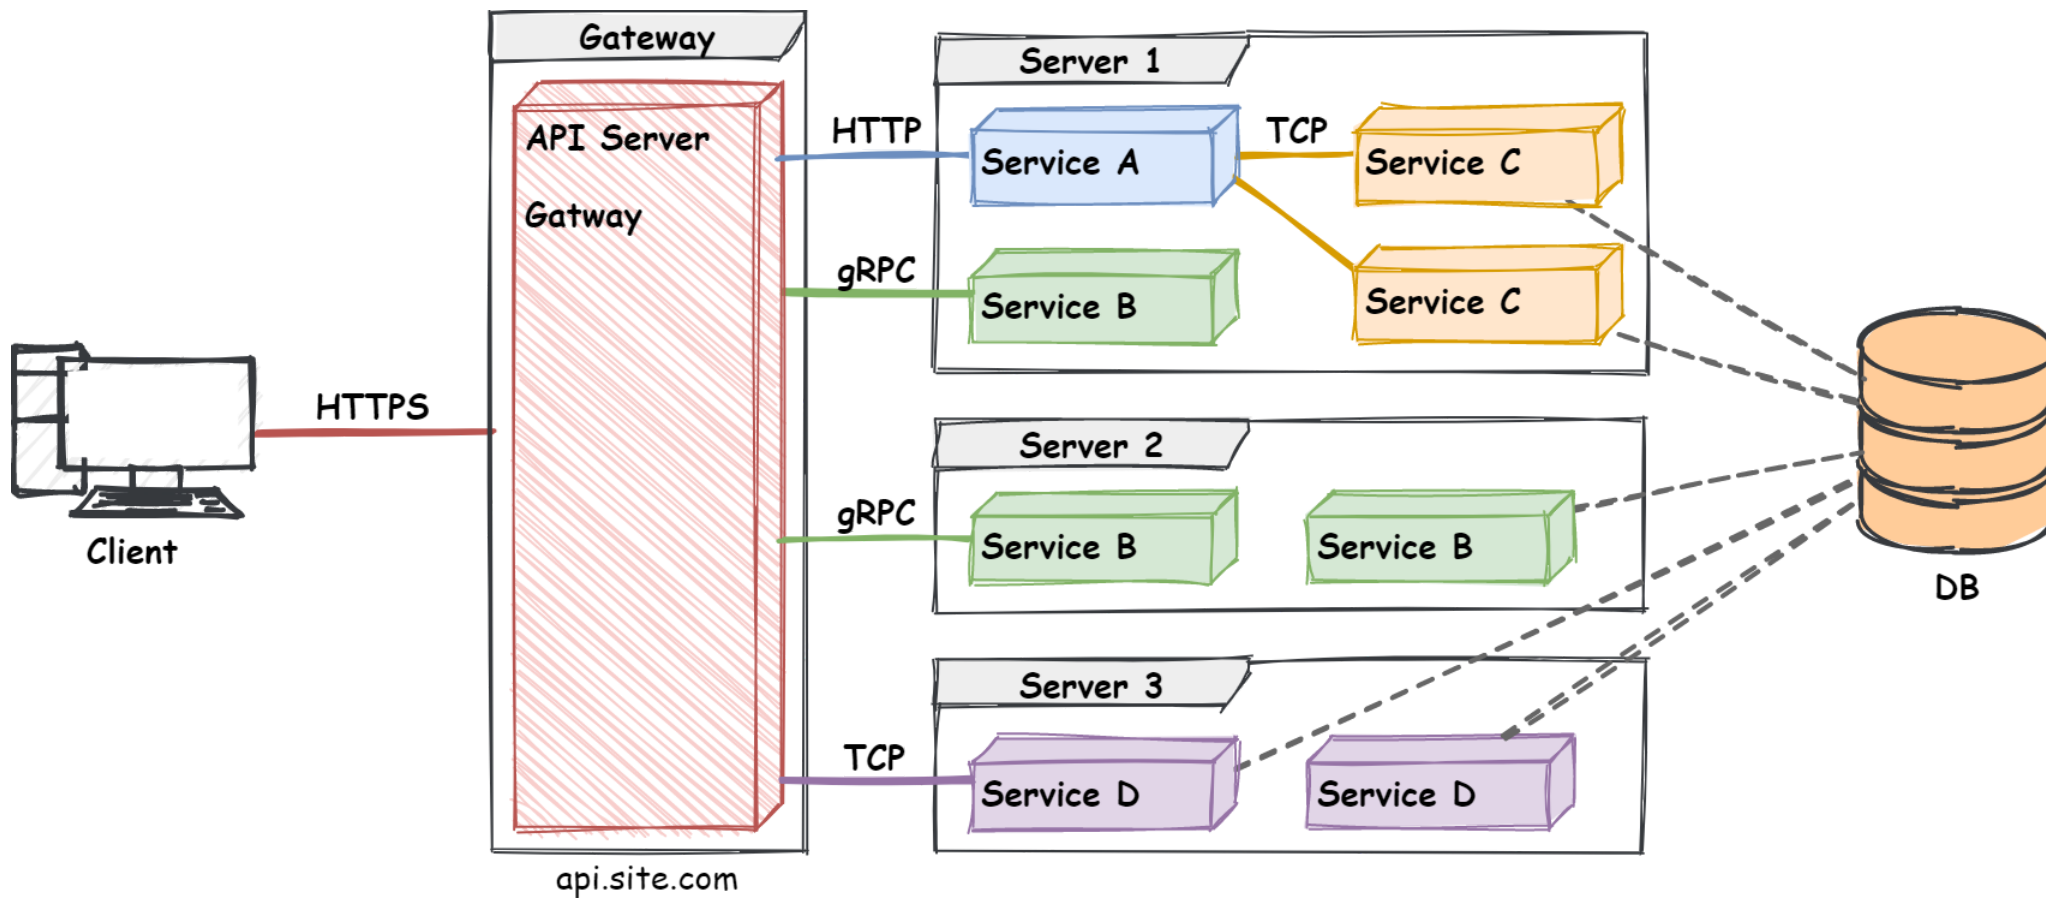 Gateway
API Server
Gatway
api.site.com
Client
HTTPS
HTTP
gRPC
gRPC
TCP
Server 1
Service A
TCP
Service C
Service B
Service C
Server 2
Service B
Service B
Server 3
Service D
Service D
DB